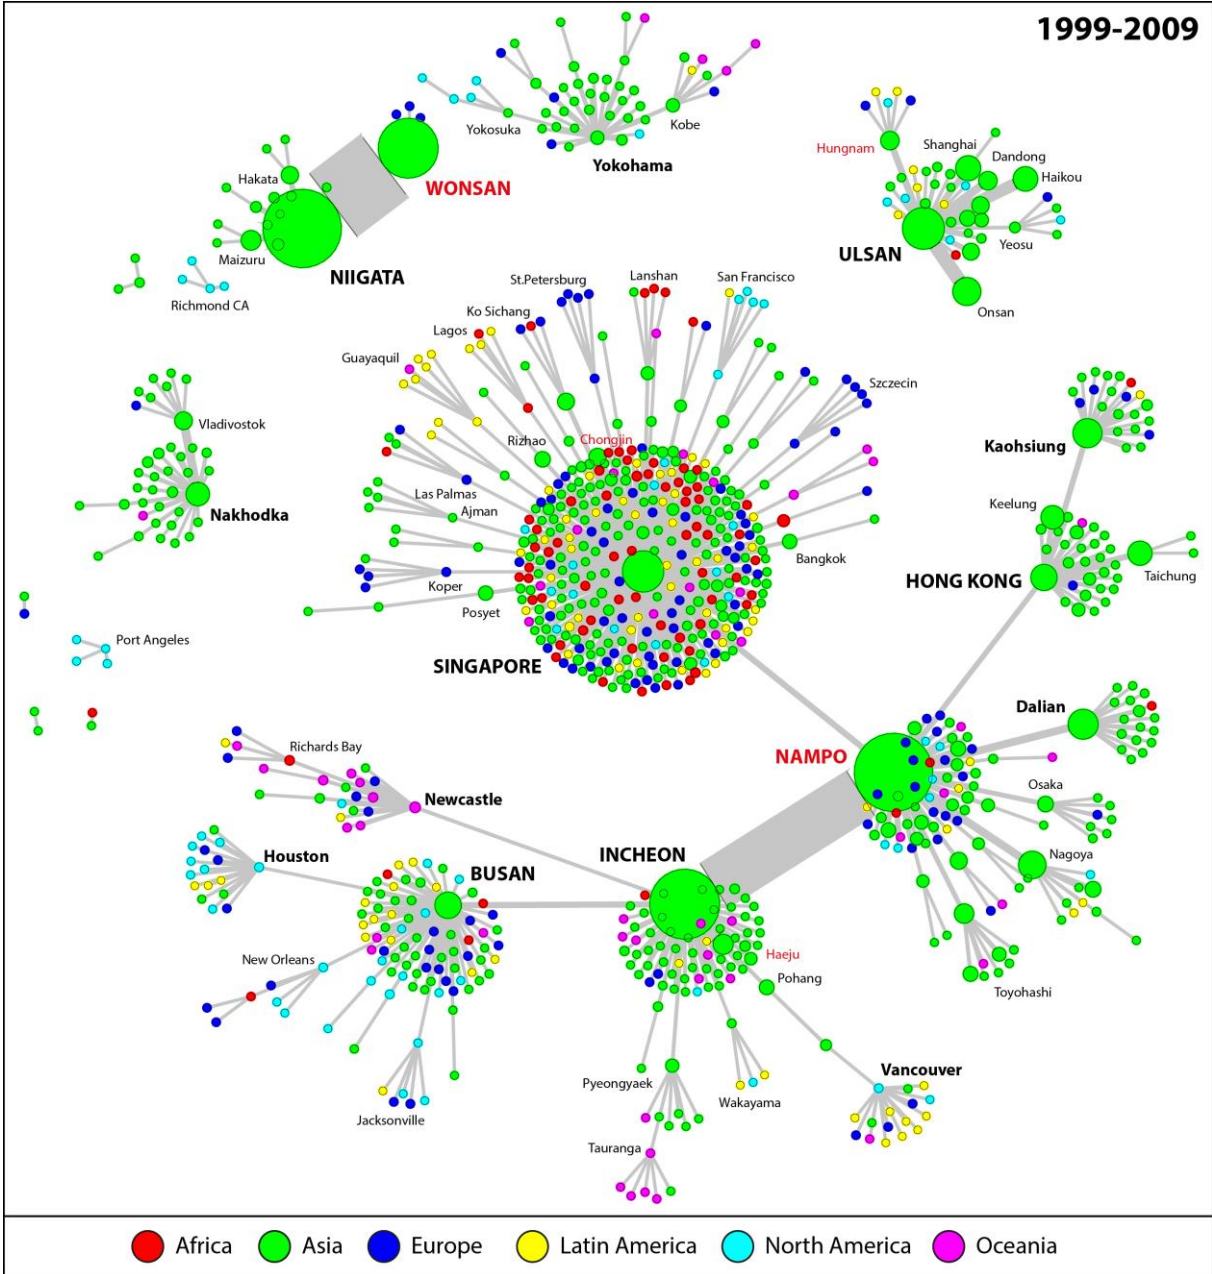 1999-2009
Yokosuka
Kobe
Yokohama
Hungnam
Shanghai
Dandong
Haikou
Hakata
WONSAN
Maizuru
NIIGATA
ULSAN
Yeosu
Richmond CA
Onsan
St.Petersburg
Lanshan
San Francisco
Ko Sichang
Lagos
Guayaquil
Szczecin
Vladivostok
Rizhao
Chongjin
Kaohsiung
Las Palmas
Ajman
Keelung
Nakhodka
Bangkok
HONG KONG
Taichung
Koper
Posyet
Port Angeles
SINGAPORE
Dalian
Richards Bay
NAMPO
Osaka
Newcastle
Houston
INCHEON
Nagoya
BUSAN
New Orleans
Haeju
Pohang
Toyohashi
Vancouver
Pyeongyaek
Wakayama
Jacksonville
Tauranga
Africa
Asia
Europe
Latin America
North America
Oceania